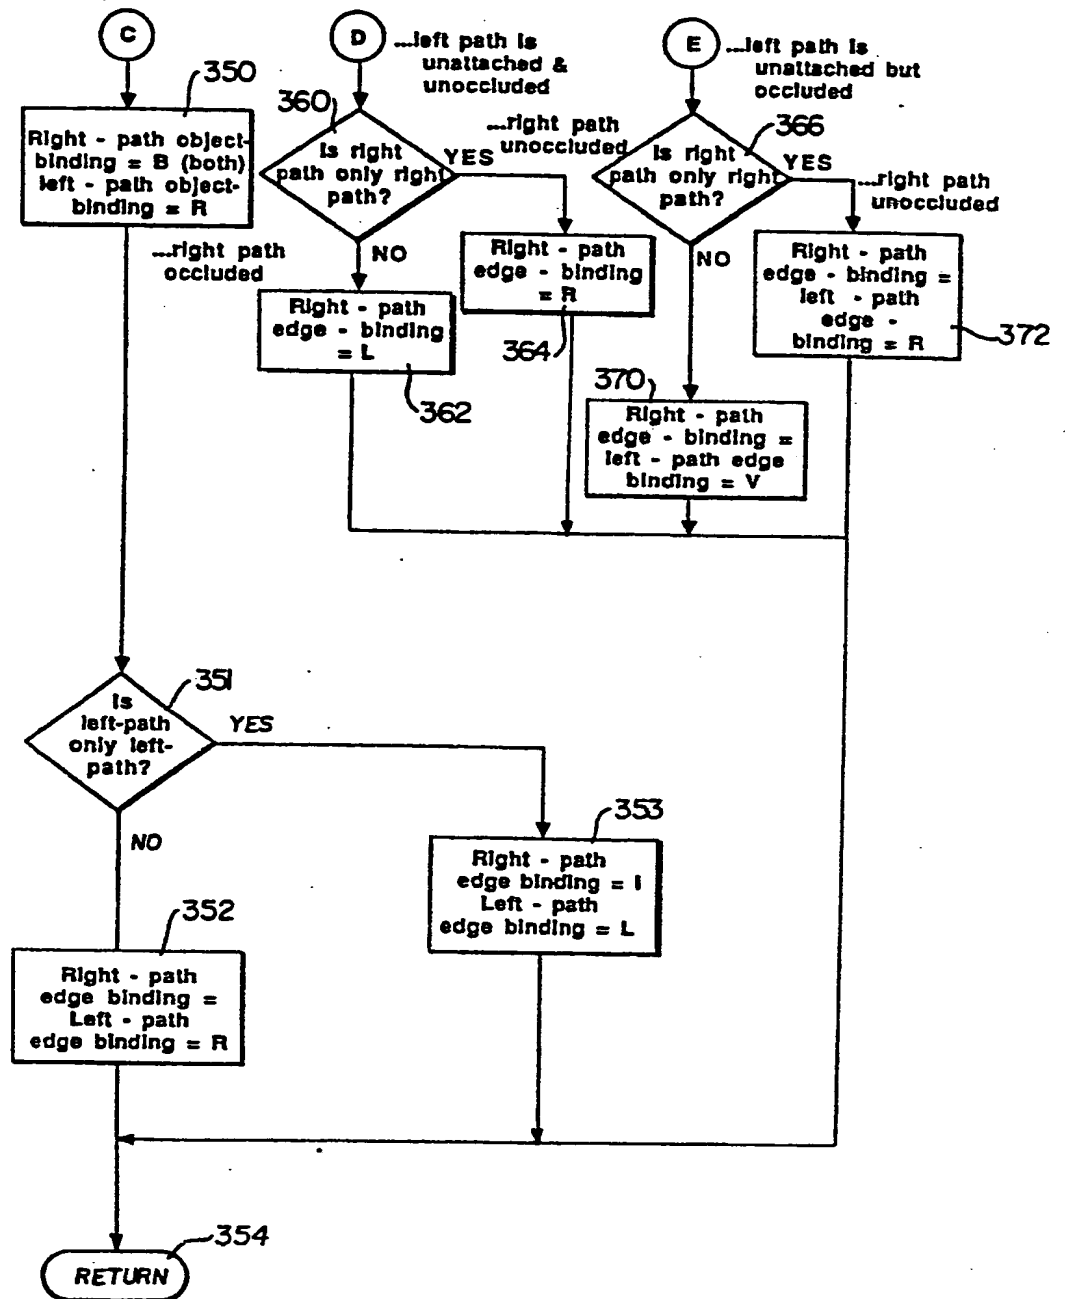 C
350
Right - path object-
binding = B (both)
left - path object-
binding = R
D
...left path is
unattached &
unoccluded
360
Is right
path only right
path?
YES
...right path
unoccluded
NO
...right path
occluded
Right - path
edge - binding
= L
362
Right - path
edge - binding
= R
364
E
...left path is
unattached but
occluded
366
Is right
path only right
path?
YES
...right path
unoccluded
NO
Right - path
edge - binding =
left - path
edge -
binding = R
372
370
Right - path
edge - binding =
left - path edge
binding = V
351
Is
left-path
only left-
path?
YES
NO
353
Right - path
edge binding = I
Left - path
edge binding = L
352
Right - path
edge binding =
Left - path
edge binding = R
354
RETURN